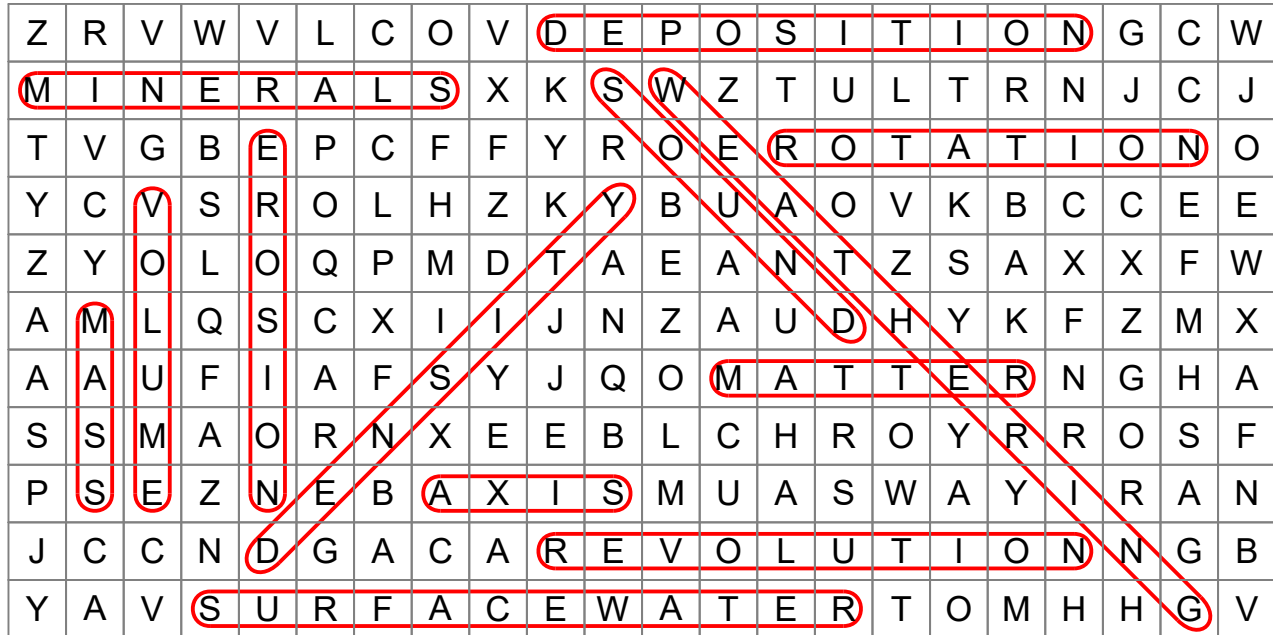 Z R V W V L C O V D E P O S I T I O N G C W
M I N E R A L S X K S W Z T U L T R N J C J
T V G B E P C F F Y R O E R O T A T I O N O
Y C V S R O L H Z K Y B U A O V K B C C E E
Z Y O L O Q P M D T A E A N T Z S A X X F W
A M L Q S C X I I J N Z A U D H Y K F Z M X
A A U F I A F S Y J Q O M A T T E R N G H A
S S M A O R N X E E B L C H R O Y R R O S F
P S E Z N E B A X I S M U A S W A Y I R A N
J C C N D G A C A R E V O L U T I O N N G B
Y A V S U R F A C E W A T E R T O M H H G V